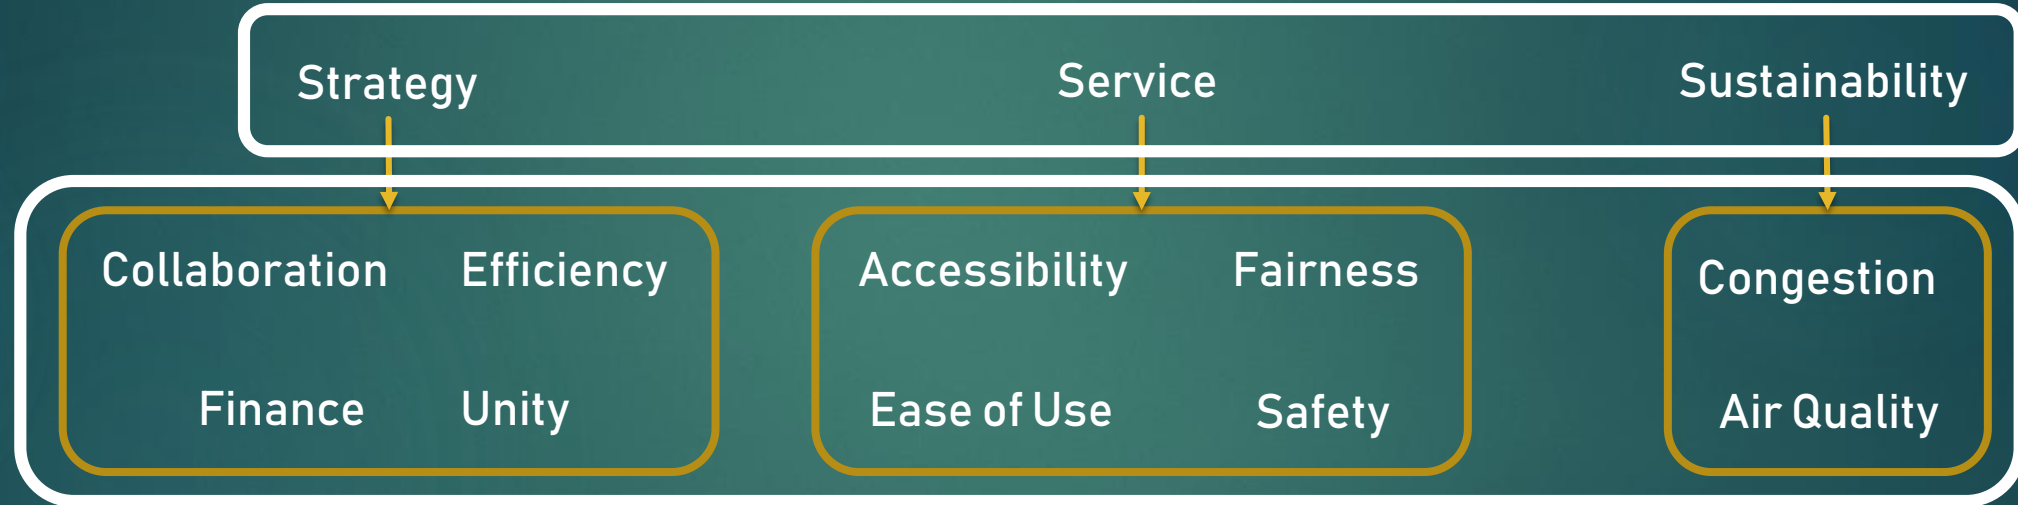 Strategy Service Sustainability
Collaboration Efficiency
Finance Unity
Accessibility Fairness
Ease of Use Safety
Congestion
Air Quality